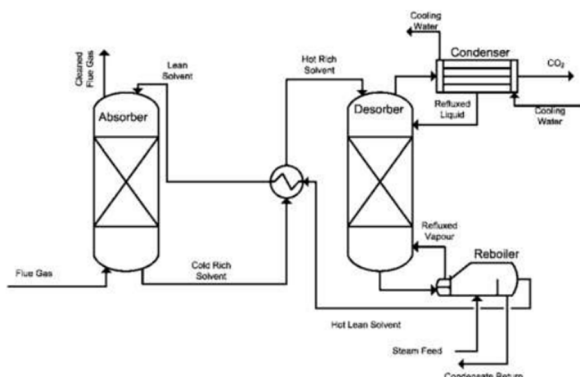 Cleaned
Flue Gas
Lean
Solvent
Hot Rich
Solvent
Cooling
Water
Condenser
CO₂
Absorber
Desorber
Refluxed
Liquid
Cooling
Water
Refluxed
Vapour
Reboiler
Flue Gas
Cold Rich
Solvent
Hot Lean Solvent
Steam Feed
Condensate Return